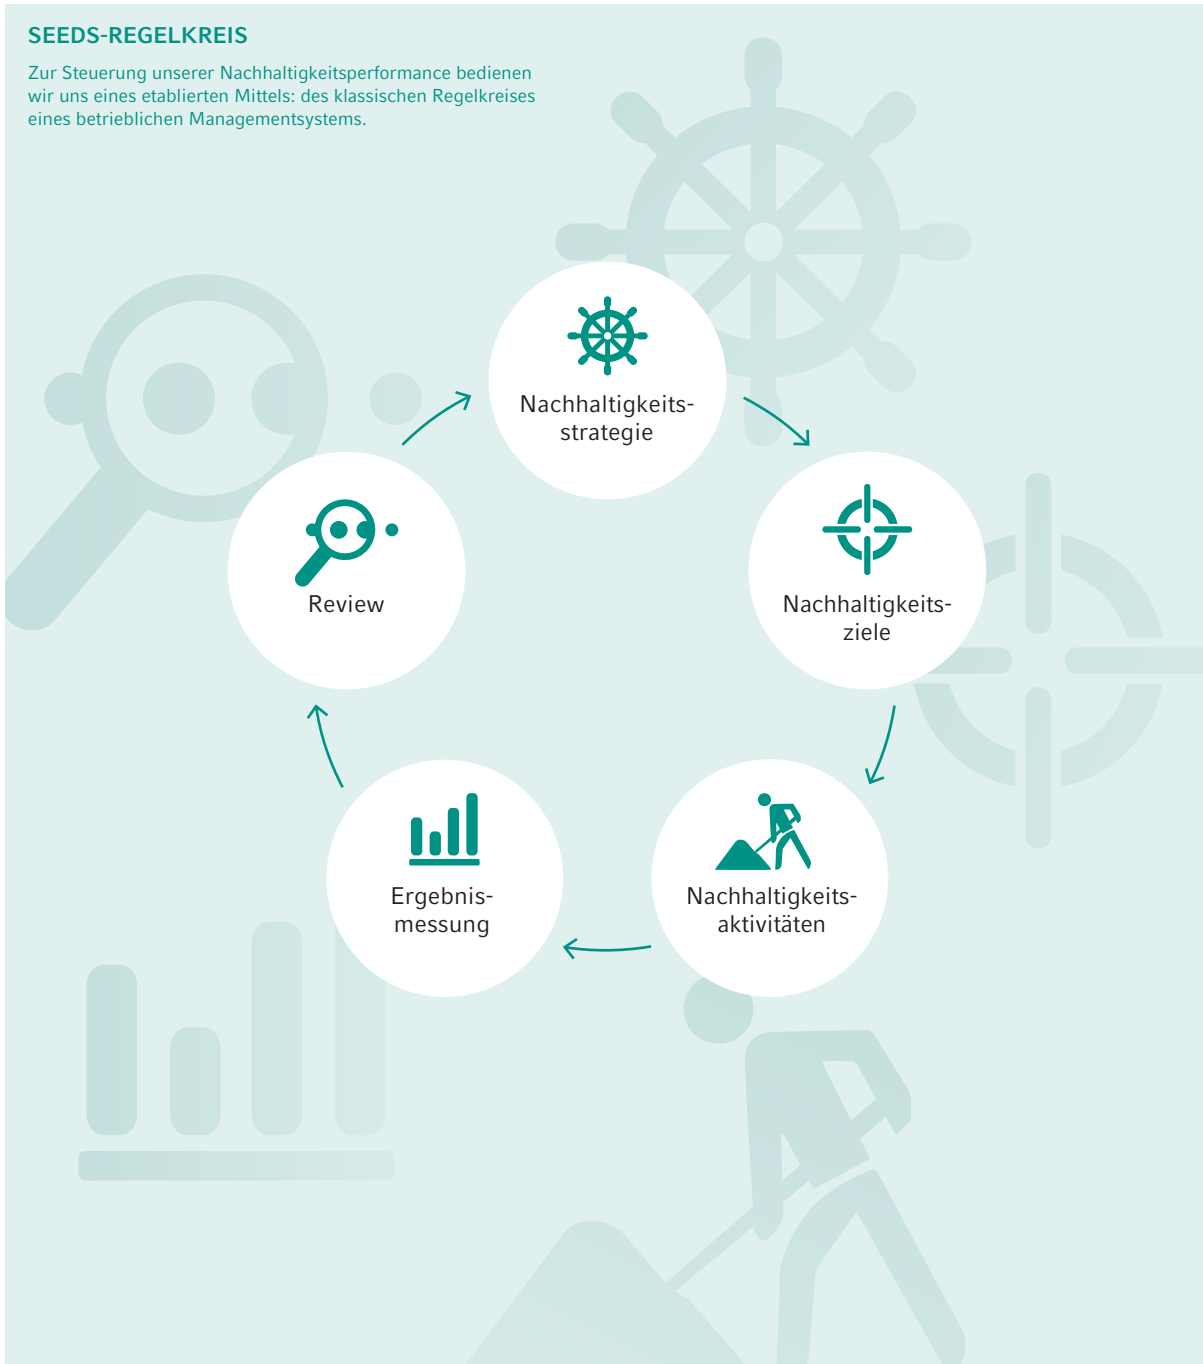 SEEDS-REGELKREIS
Zur Steuerung unserer Nachhaltigkeitsperformance bedienen
wir uns eines etablierten Mittels: des klassischen Regelkreises
eines betrieblichen Managementsystems.
Nachhaltigkeits-
strategie
Nachhaltigkeits-
ziele
Nachhaltigkeits-
aktivitäten
Ergebnis-
messung
Review